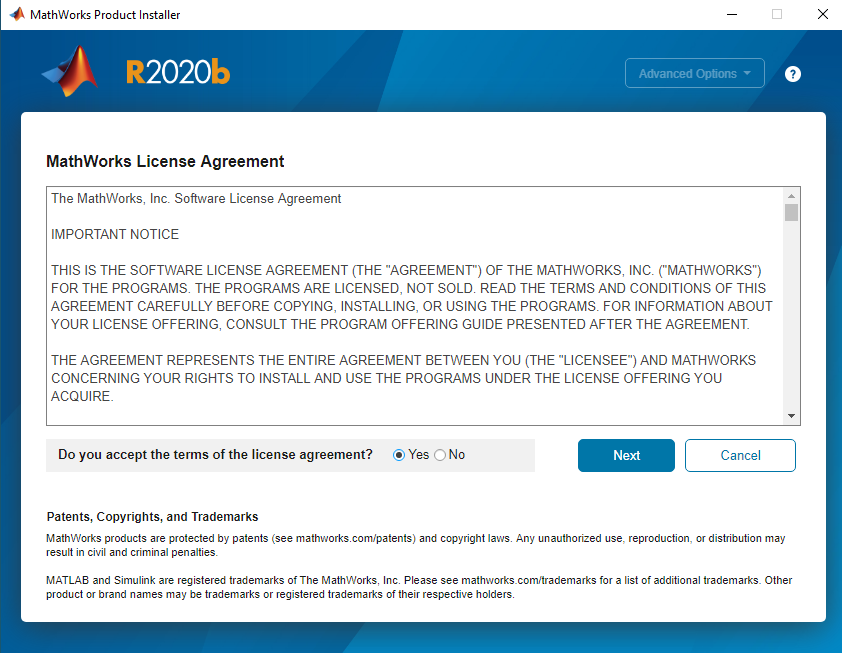 MathWorks Product Installer
R2020b
Advanced Options
?
MathWorks License Agreement
The MathWorks, Inc. Software License Agreement
IMPORTANT NOTICE
THIS IS THE SOFTWARE LICENSE AGREEMENT (THE "AGREEMENT") OF THE MATHWORKS, INC. ("MATHWORKS")
FOR THE PROGRAMS. THE PROGRAMS ARE LICENSED, NOT SOLD. READ THE TERMS AND CONDITIONS OF THIS
AGREEMENT CAREFULLY BEFORE COPYING, INSTALLING, OR USING THE PROGRAMS. FOR INFORMATION ABOUT
YOUR LICENSE OFFERING, CONSULT THE PROGRAM OFFERING GUIDE PRESENTED AFTER THE AGREEMENT.
THE AGREEMENT REPRESENTS THE ENTIRE AGREEMENT BETWEEN YOU (THE "LICENSEE") AND MATHWORKS
CONCERNING YOUR RIGHTS TO INSTALL AND USE THE PROGRAMS UNDER THE LICENSE OFFERING YOU
ACQUIRE.
Do you accept the terms of the license agreement? Yes No
Next
Cancel
Patents, Copyrights, and Trademarks
MathWorks products are protected by patents (see mathworks.com/patents) and copyright laws. Any unauthorized use, reproduction, or distribution may
result in civil and criminal penalties.
MATLAB and Simulink are registered trademarks of The MathWorks, Inc. Please see mathworks.com/trademarks for a list of additional trademarks. Other
product or brand names may be trademarks or registered trademarks of their respective holders.